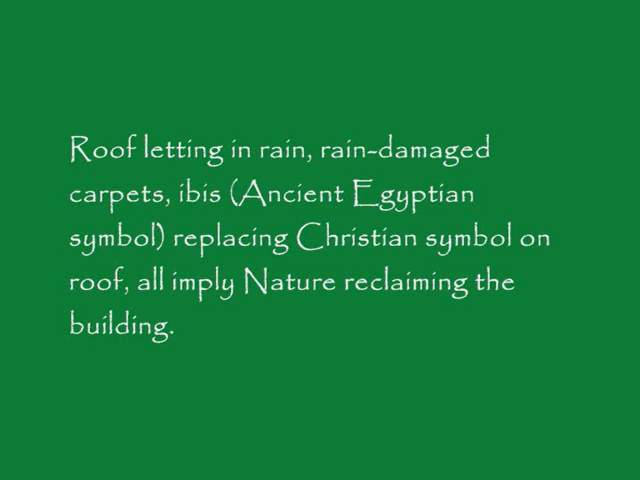 Roof letting in rain, rain-damaged
carpets, ibis (Ancient Egyptian
symbol) replacing Christian symbol on
roof, all imply Nature reclaiming the
building.